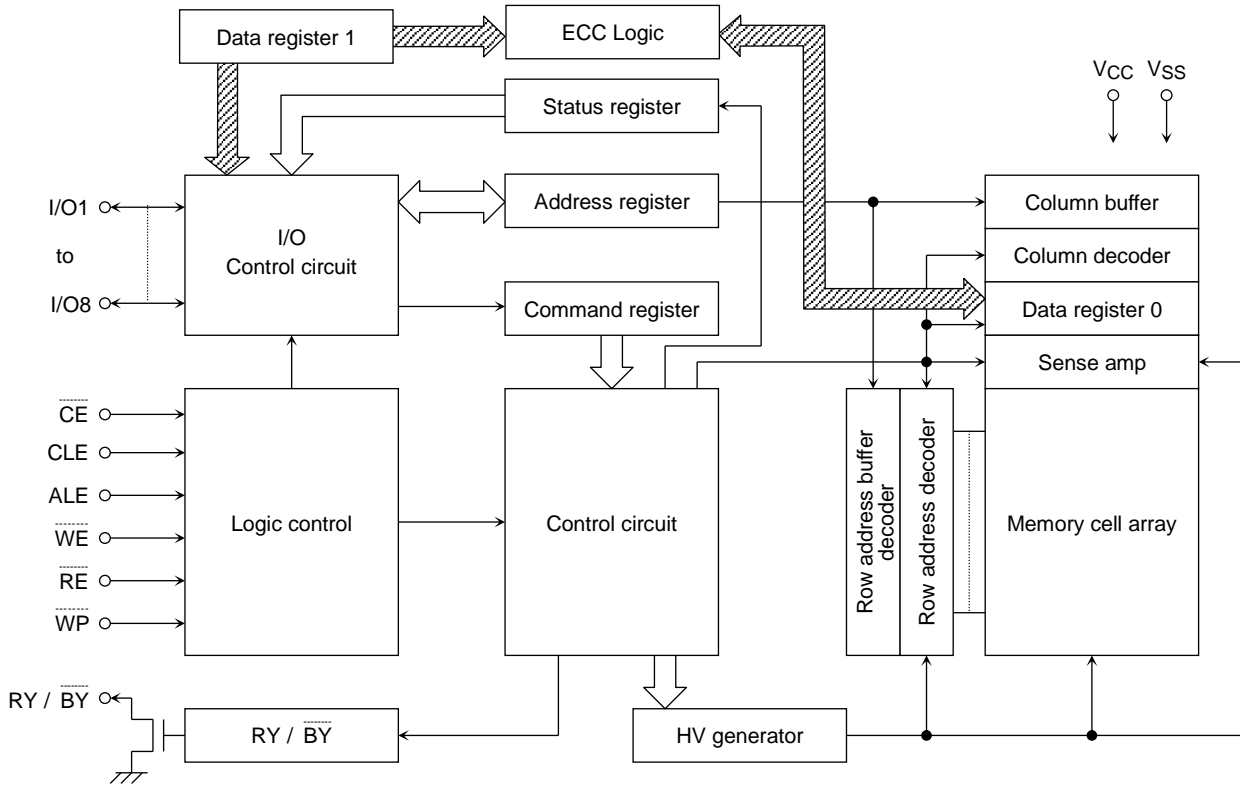 Data register 1
ECC Logic
Status register
VCC
VSS
I/O1
to
I/O8
I/O
Control circuit
Address register
Column buffer
Column decoder
Command register
Data register 0
Sense amp
CE
CLE
ALE
WE
RE
WP
Logic control
Control circuit
Row address buffer
decoder
Row address decoder
Memory cell array
RY / BY
RY / BY
HV generator